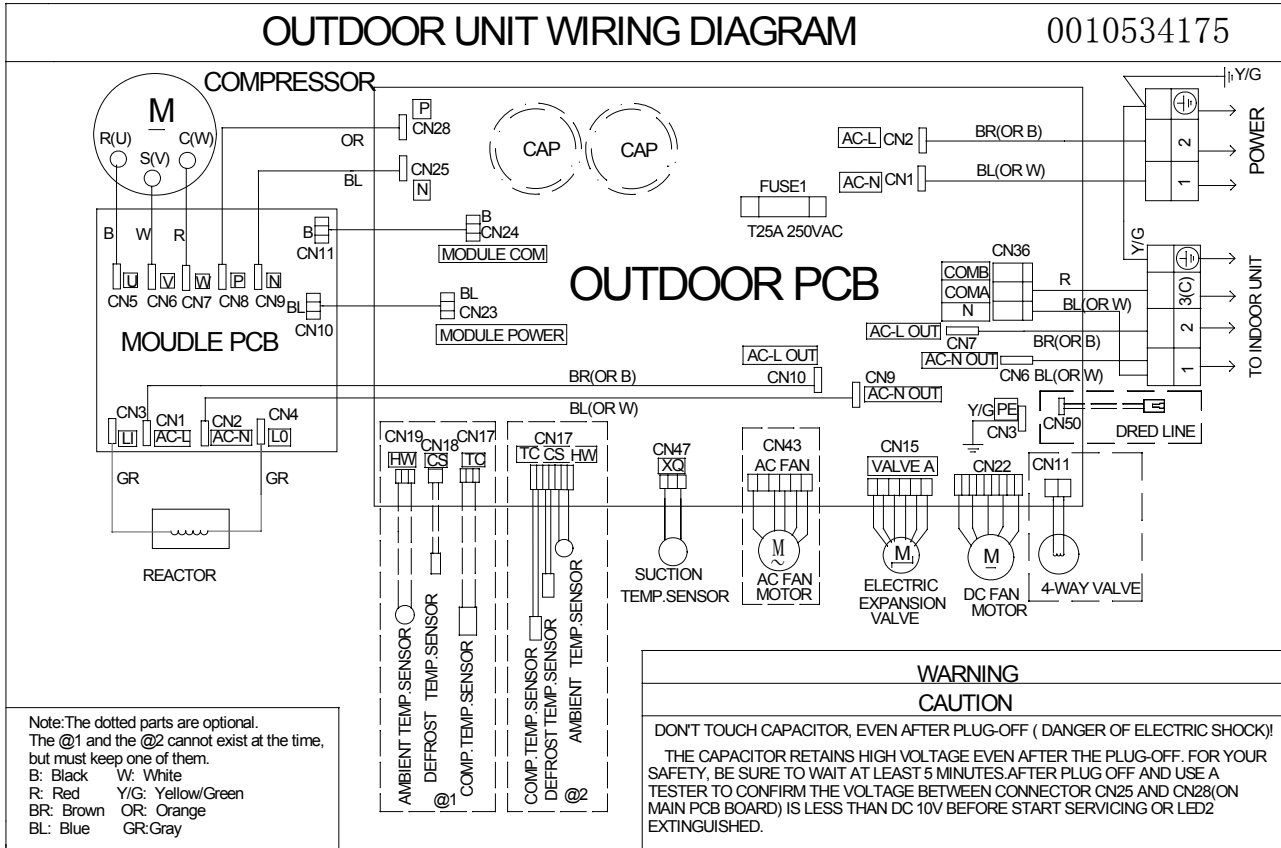 OUTDOOR UNIT WIRING DIAGRAM 0010534175
COMPRESSOR
M
R(U)
S(V)
C(W)
OR
BL
P
CN28
CN25
N
CAP
CAP
AC-L CN2
BR(OR B)
AC-N CN1
BL(OR W)
Y/G
2
1
POWER
FUSE1
T25A 250VAC
B
W
R
U
V
W
P
N
CN5
CN6
CN7
CN8
CN9
MOUDLE PCB
B
CN11
B
CN24
MODULE COM
BL
CN10
BL
CN23
MODULE POWER
OUTDOOR PCB
CN36
COMB
COMA
N
R
BL(OR W)
Y/G
3(C)
2
1
TO INDOOR UNIT
AC-L OUT
CN7
BR(OR B)
AC-N OUT
CN6
BL(OR W)
AC-L OUT
CN10
BR(OR B)
CN9
AC-N OUT
BL(OR W)
CN3
LI
CN1
AC-L
CN2
AC-N
CN4
L0
GR
GR
REACTOR
Y/G
PE
CN3
CN50
DRED LINE
CN19
HW
CN18
CS
CN17
TC
AMBIENT TEMP.SENSOR
DEFROST TEMP.SENSOR
COMP.TEMP.SENSOR
@1
CN17
TC CS HW
COMP.TEMP.SENSOR
DEFROST TEMP.SENSOR
AMBIENT TEMP.SENSOR
@2
CN47
XQ
SUCTION
TEMP.SENSOR
CN43
AC FAN
M
~
AC FAN
MOTOR
CN15
VALVE A
M
ELECTRIC
EXPANSION
VALVE
CN22
M
DC FAN
MOTOR
CN11
4-WAY VALVE
Note:The dotted parts are optional.
The @1 and the @2 cannot exist at the time,
but must keep one of them.
B: Black W: White
R: Red Y/G: Yellow/Green
BR: Brown OR: Orange
BL: Blue GR:Gray
WARNING
CAUTION
DON'T TOUCH CAPACITOR, EVEN AFTER PLUG-OFF ( DANGER OF ELECTRIC SHOCK)!
THE CAPACITOR RETAINS HIGH VOLTAGE EVEN AFTER THE PLUG-OFF. FOR YOUR
SAFETY, BE SURE TO WAIT AT LEAST 5 MINUTES.AFTER PLUG OFF AND USE A
TESTER TO CONFIRM THE VOLTAGE BETWEEN CONNECTOR CN25 AND CN28(ON
MAIN PCB BOARD) IS LESS THAN DC 10V BEFORE START SERVICING OR LED2
EXTINGUISHED.